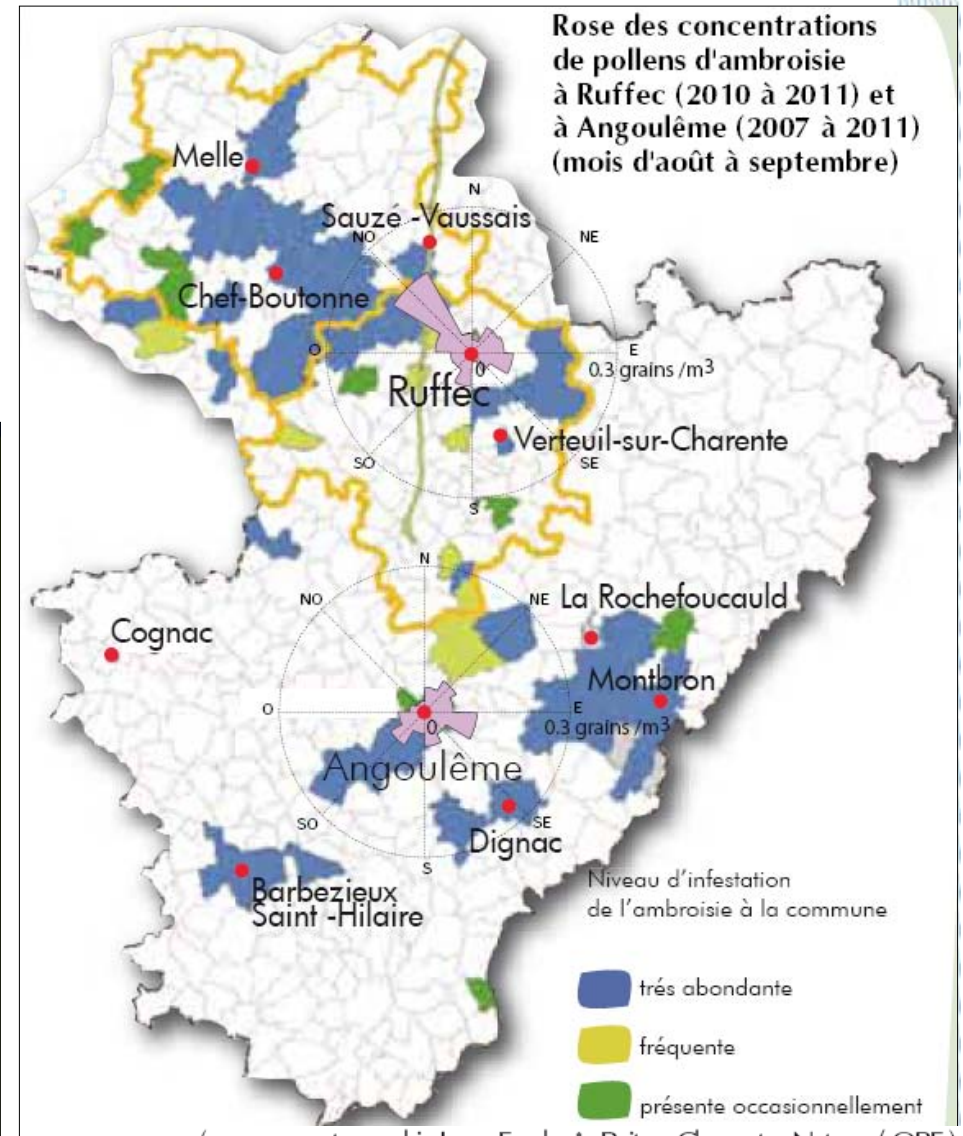 Rose des concentrations
de pollens d'ambroisie
à Ruffec (2010 à 2011) et
à Angoulême (2007 à 2011)
(mois d'août à septembre)
Melle
N
Sauzé -Vaussais
NO
NE
Chef-Boutonne
O
E
0
0.3 grains /m3
Ruffec
Verteuil-sur-Charente
SO
SE
S
N
NO
NE
La Rochefoucauld
Cognac
Montbron
O
E
0
0.3 grains /m3
Angoulême
SO
SE
Dignac
S
Barbezieux
Saint -Hilaire
Niveau d'infestation
de l'ambroisie à la commune
trés abondante
fréquente
présente occasionnellement